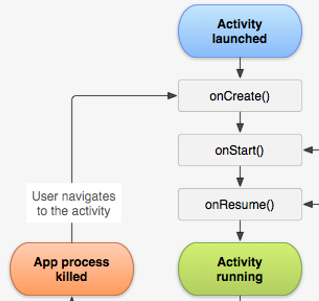 Activity
launched
onCreate()
onStart()
User navigates
to the activity
onResume()
App process
killed
Activity
running